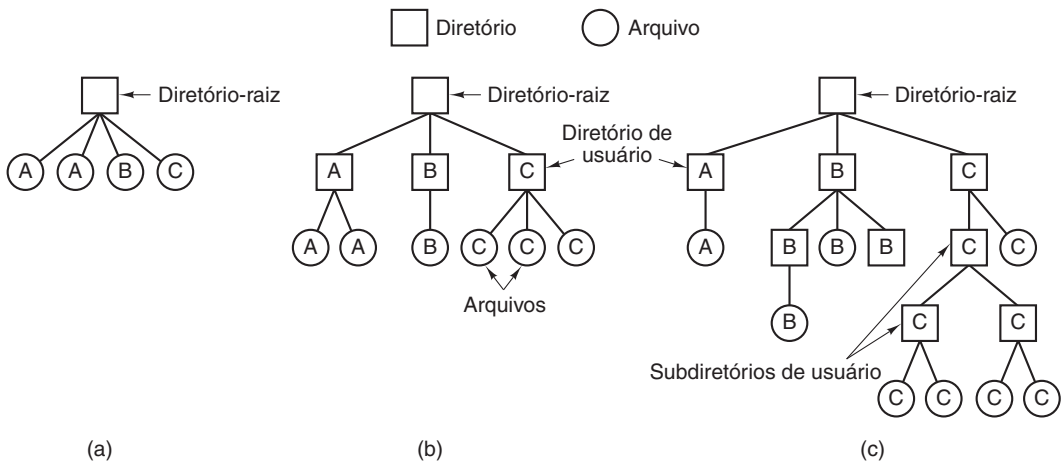 Diretório Arquivo
Diretório-raiz Diretório-raiz Diretório-raiz
Diretório de
usuário
A A B C A B C A B C
A A B C C C A B B B C C
Arquivos
B C C
Subdiretórios de usuário
C C C C
(a) (b) (c)